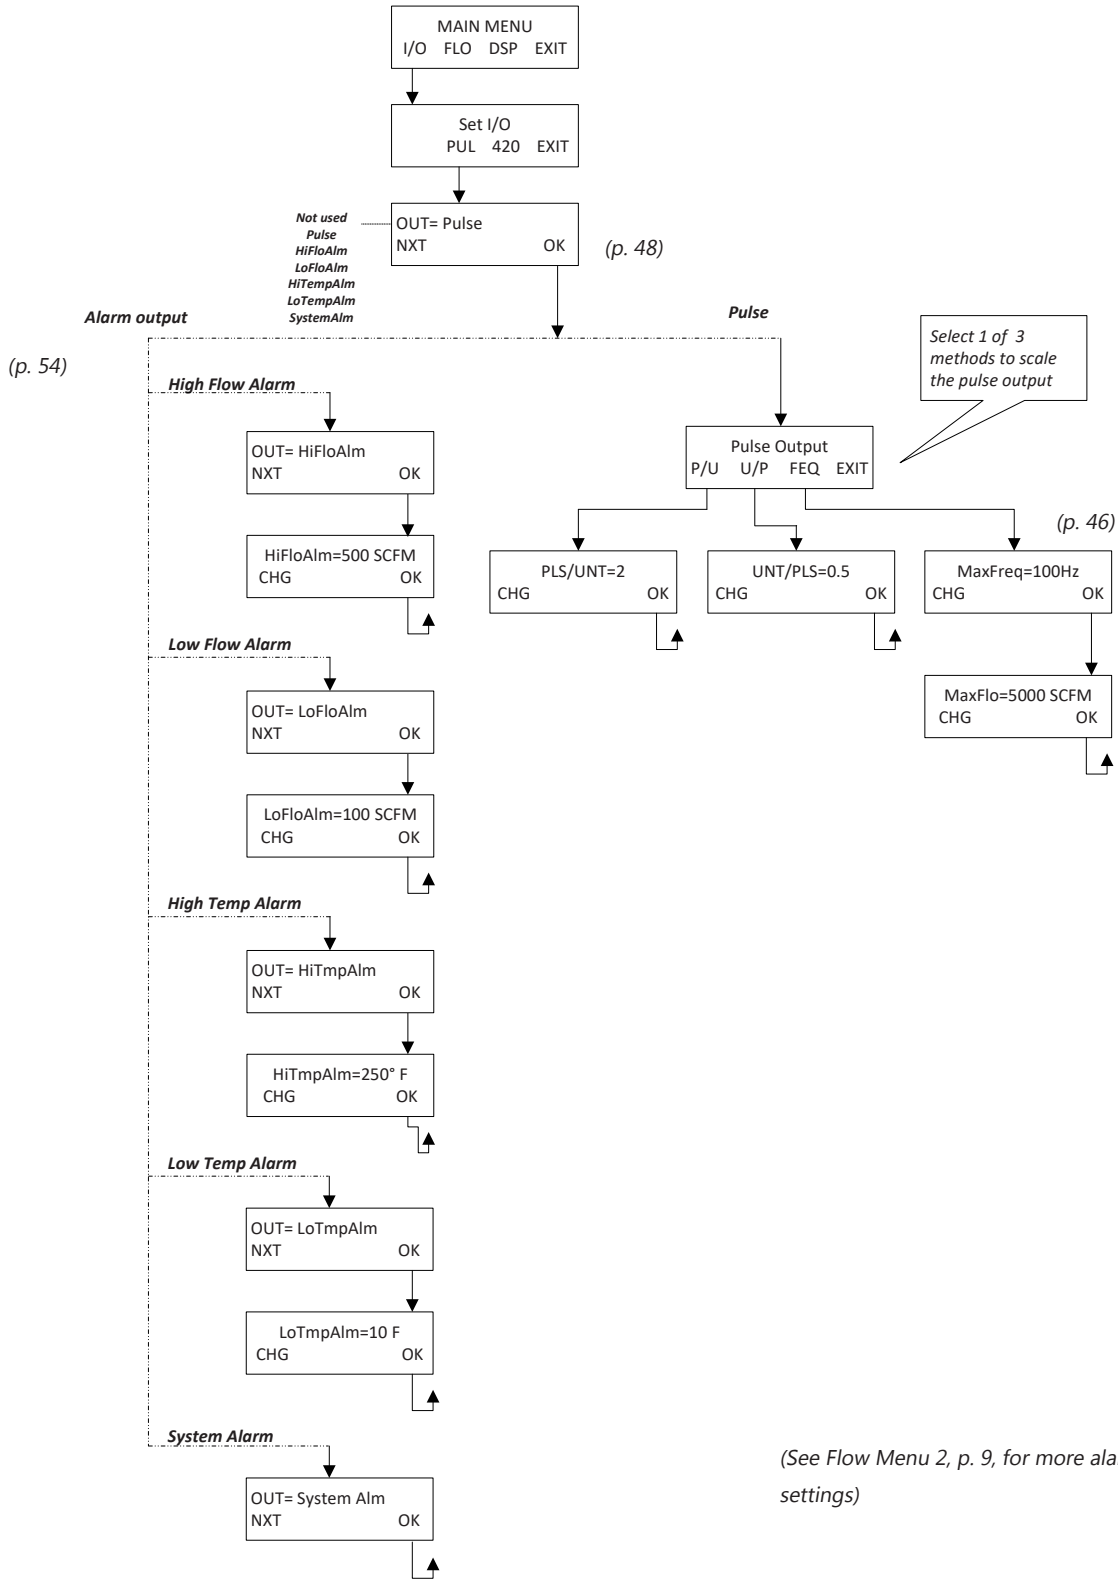 MAIN MENU
I/O FLO DSP EXIT
Set I/O
PUL 420 EXIT
OUT= Pulse
NXT OK
(p. 48)
Not used
Pulse
HiFloAlm
LoFloAlm
HiTempAlm
LoTempAlm
SystemAlm
Alarm output
Pulse
(p. 54)
Select 1 of 3
methods to scale
the pulse output
High Flow Alarm
OUT= HiFloAlm
NXT OK
HiFloAlm=500 SCFM
CHG OK
Pulse Output
P/U U/P FEQ EXIT
(p. 46)
PLS/UNT=2
CHG OK
UNT/PLS=0.5
CHG OK
MaxFreq=100Hz
CHG OK
MaxFlo=5000 SCFM
CHG OK
Low Flow Alarm
OUT= LoFloAlm
NXT OK
LoFloAlm=100 SCFM
CHG OK
High Temp Alarm
OUT= HiTmpAlm
NXT OK
HiTmpAlm=250° F
CHG OK
Low Temp Alarm
OUT= LoTmpAlm
NXT OK
LoTmpAlm=10 F
CHG OK
System Alarm
OUT= System Alm
NXT OK
(See Flow Menu 2, p. 9, for more ala
settings)